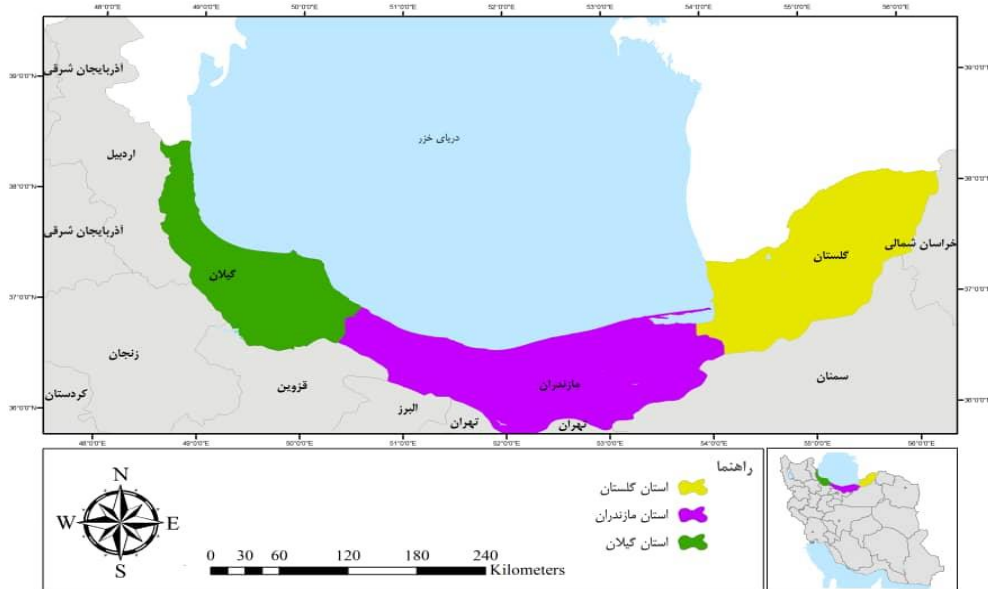 48°0'0"E 49°0'0"E 50°0'0"E 51°0'0"E 52°0'0"E 53°0'0"E 54°0'0"E 55°0'0"E 56°0'0"E
آذربایجان شرقی
39°0'0"N 39°0'0"N
دریای خزر
اردبیل
38°0'0"N 38°0'0"N
آذربایجان شرقی
خراسان شمالی
گلستان
گیلان
37°0'0"N 37°0'0"N
زنجان
سمنان
مازندران
قزوین
کردستان
البرز
36°0'0"N 36°0'0"N
تهران
تهران
48°0'0"E 49°0'0"E 50°0'0"E 51°0'0"E 52°0'0"E 53°0'0"E 54°0'0"E 55°0'0"E 56°0'0"E
راهنما
استان گلستان
استان مازندران
استان گیلان
N
W E
S
0 30 60 120 180 240
Kilometers